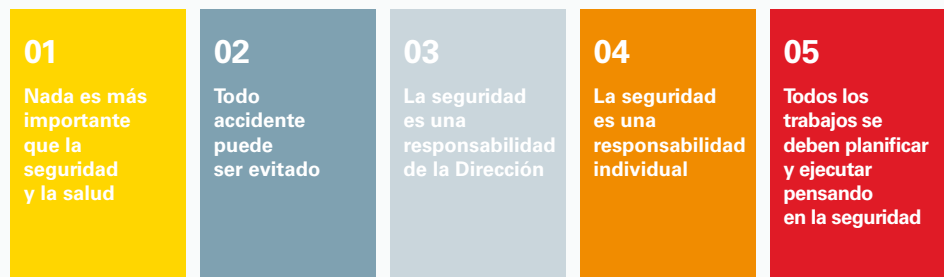 01
Nada es más
importante
que la
seguridad
y la salud
02
Todo
accidente
puede
ser evitado
03
La seguridad
es una
responsabilidad
de la Dirección
04
La seguridad
es una
responsabilidad
individual
05
Todos los
trabajos se
deben planificar
y ejecutar
pensando
en la seguridad